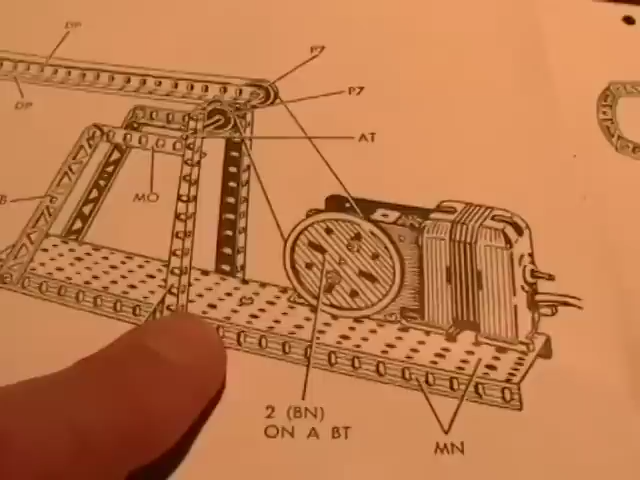 DP
DP
P7
P7
AT
MO
B
2 (BN)
ON A BT
MN